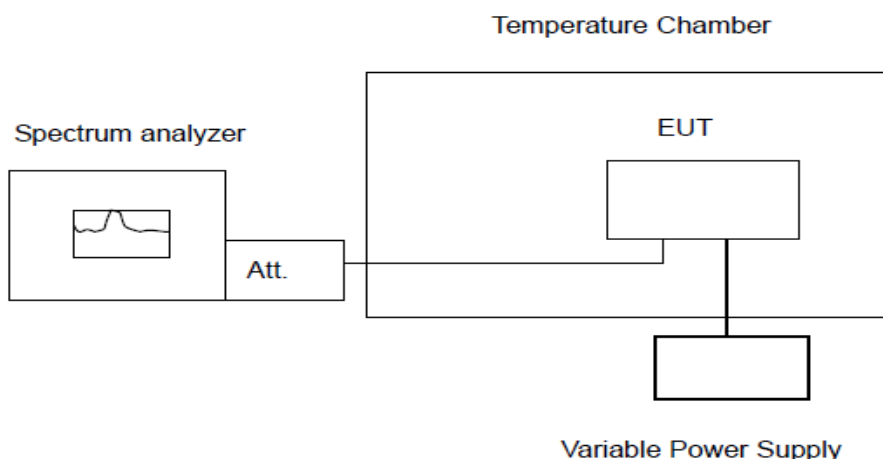 Temperature Chamber
Spectrum analyzer
EUT
Att.
Variable Power Supply